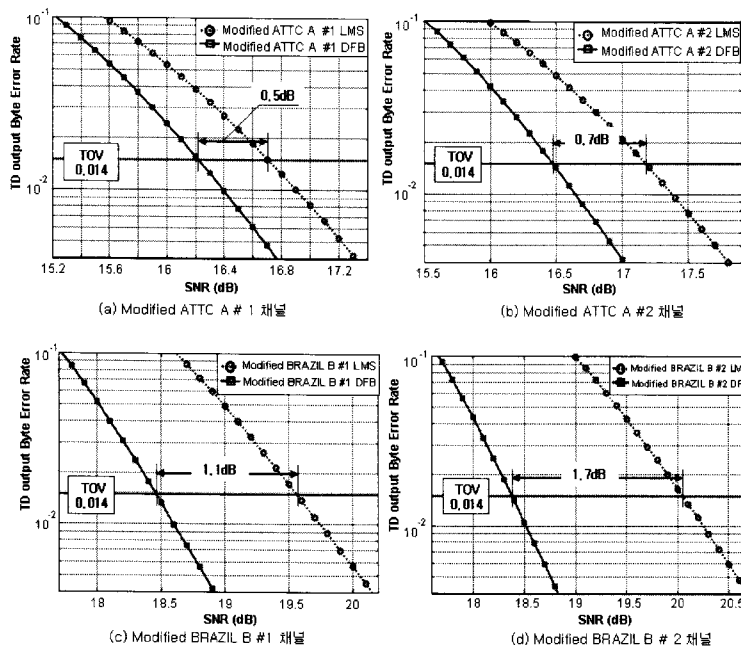 Modified ATTC A #1 LMS
Modified ATTC A #1 DFB
0.5dB
TOV
0.014
TD output Byte Error Rate
10-1
10-2
15.2 15.6 16 16.4 16.8 17.2
SNR (dB)
(a) Modified ATTC A # 1 채널
Modified ATTC A #2 LMS
Modified ATTC A #2 DFB
0.7dB
TOV
0.014
TD output Byte Error Rate
10-1
10-2
15.5 16 16.5 17 17.5
SNR (dB)
(b) Modified ATTC A #2 채널
Modified BRAZIL B #1 LMS
Modified BRAZIL B #1 DFB
1.1dB
TOV
0.014
TD output Byte Error Rate
10-1
10-2
18 18.5 19 19.5 20
SNR (dB)
(c) Modified BRAZIL B #1 채널
Modified BRAZIL B #2 LM
Modified BRAZIL B #2 DF
1.7dB
TOV
0.014
TD output Byte Error Rate
10-1
10-2
18 18.5 19 19.5 20 20.5
SNR (dB)
(d) Modified BRAZIL B # 2 채널